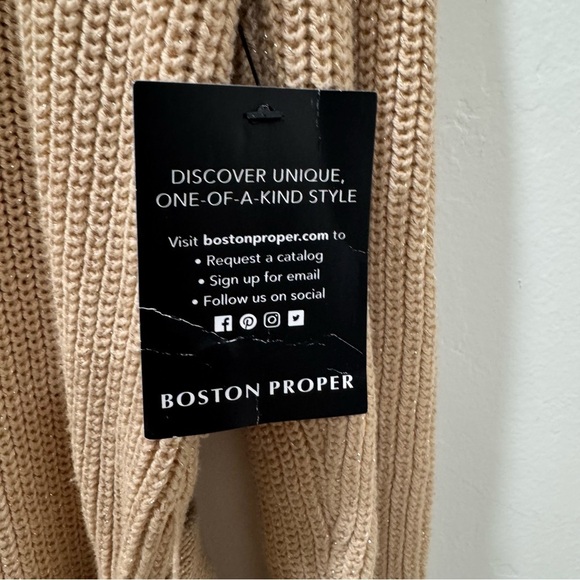 DISCOVER UNIQUE,
ONE-OF-A-KIND STYLE
Visit bostonproper.com to
• Request a catalog
• Sign up for email
• Follow us on social
BOSTON PROPER